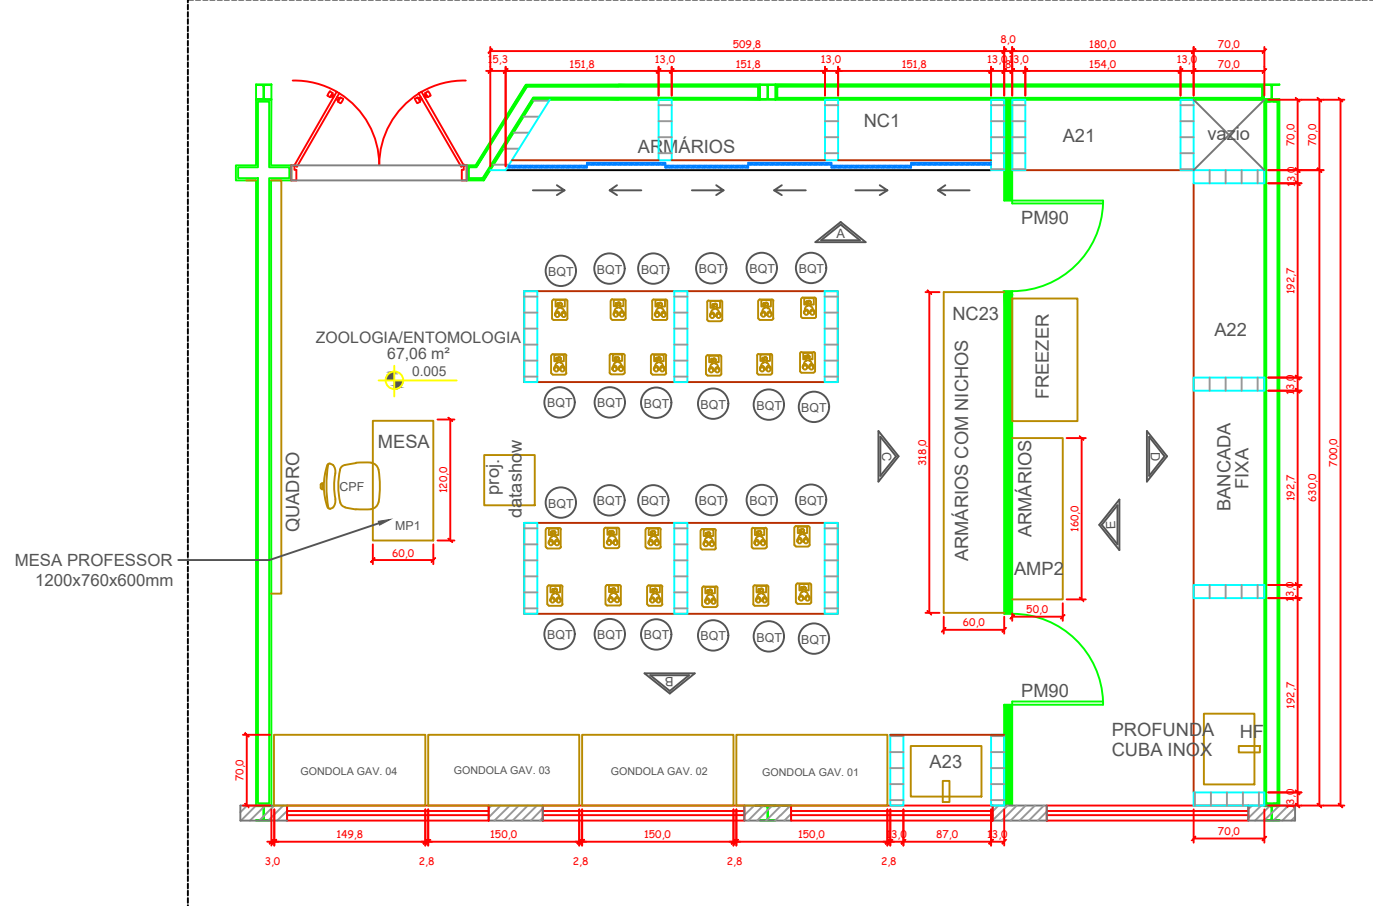 509,8
8,0
180,0
70,0
151,8
13,0
151,8
13,0
151,8
13,0
154,0
13,0
70,0
NC1
ARMÁRIOS
A21
vazio
70,0
70,0
13,0
PM90
A
BQT
BQT
BQT
BQT
BQT
BQT
192,7
NC23
ZOOLOGIA/ENTOMOLOGIA
67,06 m²
0.005
A22
FREEZER
13,0
BQT
BQT
BQT
BQT
BQT
BQT
MESA
120,0
QUADRO
CPF
MP1
proj.
datashow
C
318,0
ARMÁRIOS COM NICHOS
ARMÁRIOS
160,0
D
E
BANCADA
FIXA
192,7
630,0
700,0
BQT
BQT
BQT
BQT
BQT
BQT
60,0
MESA PROFESSOR
1200x760x600mm
AMP2
13,0
50,0
60,0
BQT
BQT
BQT
BQT
BQT
BQT
B
PM90
192,7
PROFUNDA
CUBA INOX
HF
70,0
GONDOLA GAV. 04
GONDOLA GAV. 03
GONDOLA GAV. 02
GONDOLA GAV. 01
A23
13,0
149,8
150,0
150,0
150,0
87,0
13,0
70,0
3,0
2,8
2,8
2,8
2,8